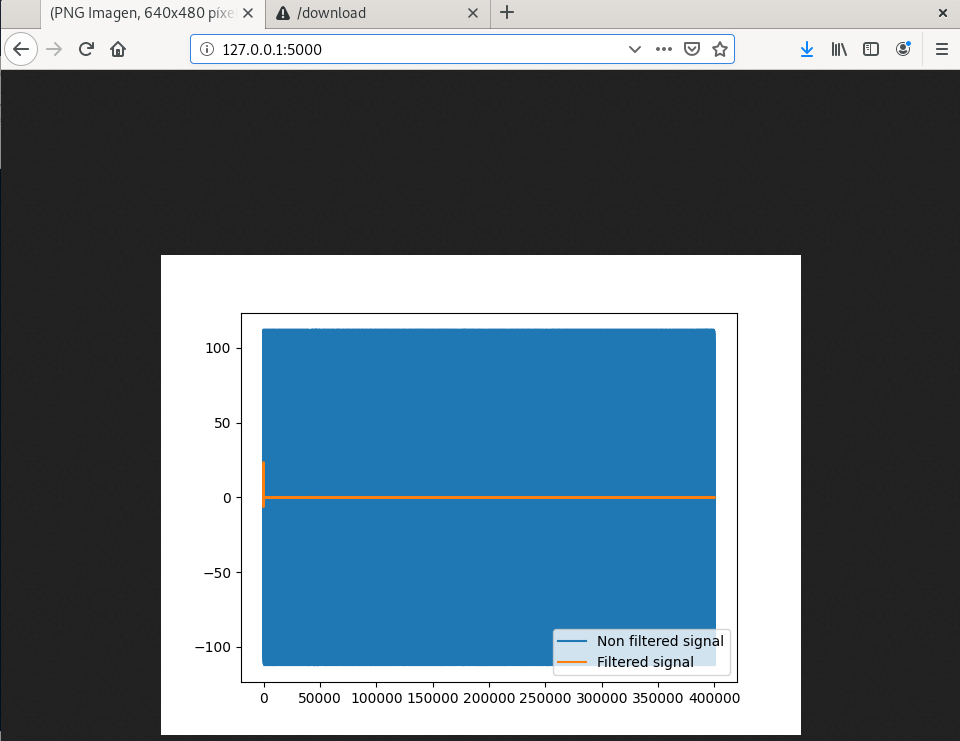 (PNG Imagen, 640x480 píxe
/download
127.0.0.1:5000
100
50
0
−50
−100
Non filtered signal
Filtered signal
0 50000 100000 150000 200000 250000 300000 350000 400000